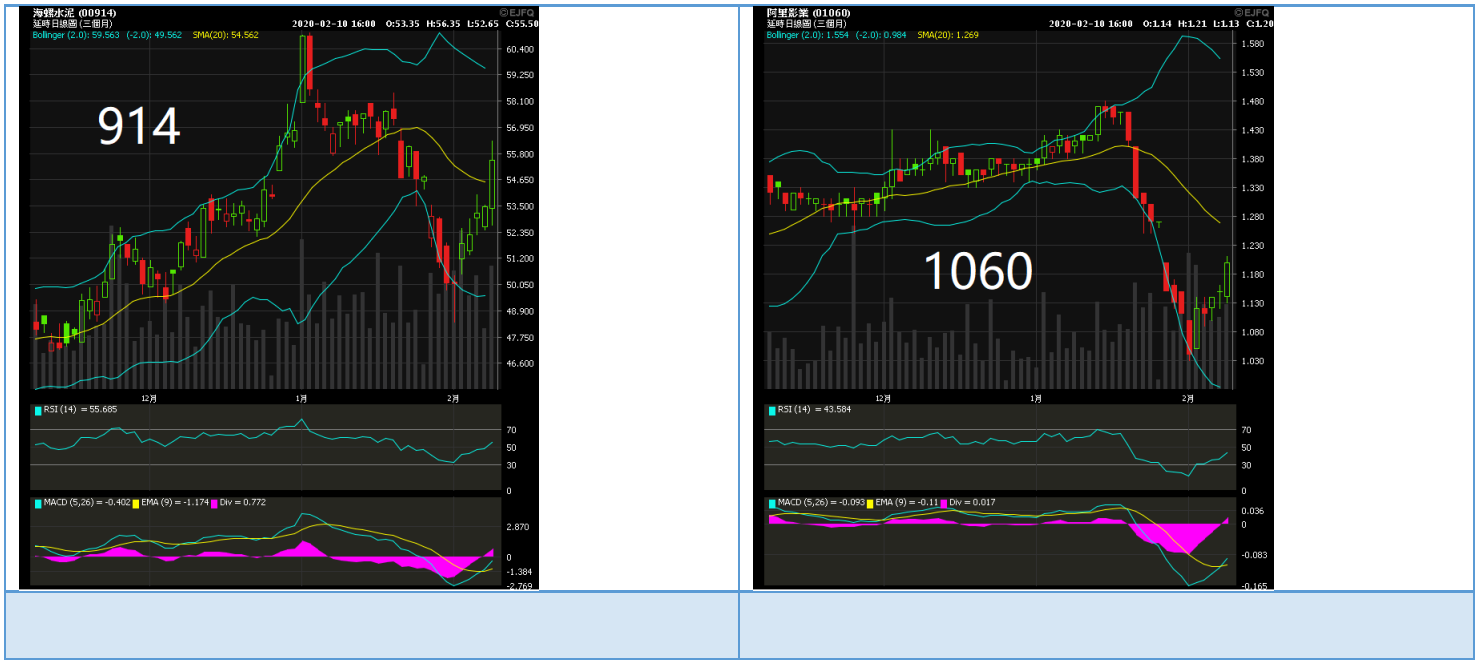 海螺水泥 (00914)
©EJFQ
延時日線圖 (三個月)
2020-02-10 16:00 O:53.35 H:56.35 L:52.65 C:55.50
Bolinger (2.0): 59.563 (-2.0): 49.562 SMA(20): 54.562
60.400
59.250
58.100
56.950
55.800
54.650
53.500
52.350
51.200
50.050
48.900
47.750
46.600
914
12月 1月 2月
RSI (14) = 55.685
70
50
30
0
MACD (5,26) = -0.402 EMA (9) = -1.174 Div = 0.772
2.870
0
-1.384
-2.769
阿里影業 (01060)
©EJFQ
延時日線圖 (三個月)
2020-02-10 16:00 O:1.14 H:1.21 L:1.13 C:1.20
Bolinger (2.0): 1.554 (-2.0): 0.984 SMA(20): 1.269
1.580
1.530
1.480
1.430
1.380
1.330
1.280
1.230
1.180
1.130
1.080
1.030
1060
12月 1月 2月
RSI (14) = 43.584
70
50
30
0
MACD (5,26) = -0.093 EMA (9) = -0.11 Div = 0.017
0.036
0
-0.083
-0.165